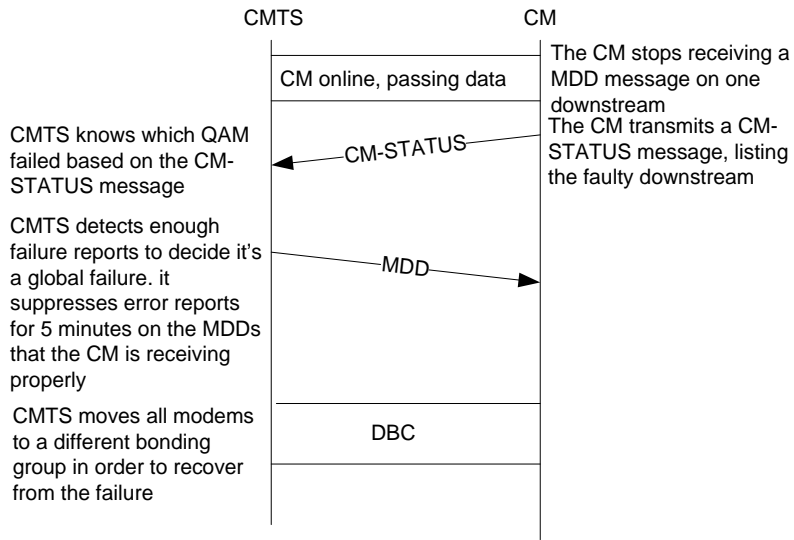 CMTS
CM
CM online, passing data
The CM stops receiving a
MDD message on one
downstream
The CM transmits a CM-
STATUS message, listing
the faulty downstream
CM-STATUS
CMTS knows which QAM
failed based on the CM-
STATUS message
CMTS detects enough
failure reports to decide it's
a global failure. it
suppresses error reports
for 5 minutes on the MDDs
that the CM is receiving
properly
MDD
CMTS moves all modems
to a different bonding
group in order to recover
from the failure
DBC